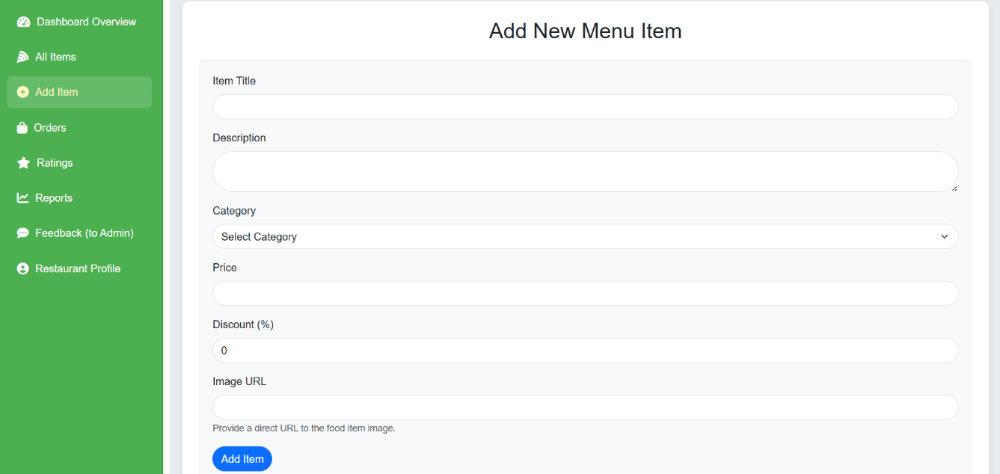 Dashboard Overview
All Items
Add Item
Orders
Ratings
Reports
Feedback (to Admin)
Restaurant Profile
Add New Menu Item
Item Title
Description
Category
Select Category
Price
Discount (%)
0
Image URL
Provide a direct URL to the food item image.
Add Item